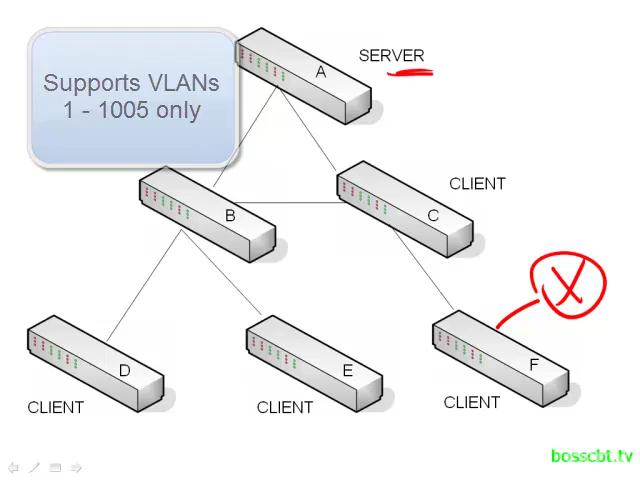 Supports VLANs
1 - 1005 only
SERVER
A
CLIENT
B
C
X
D
E
F
CLIENT
CLIENT
CLIENT
bosscbt.tv